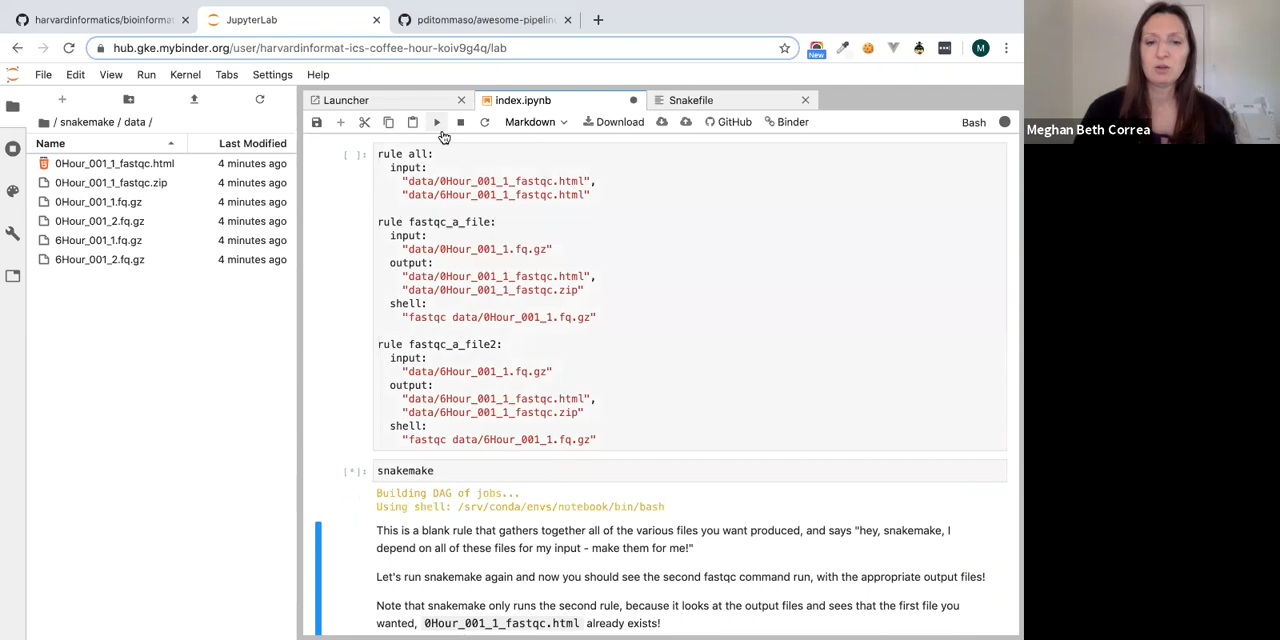 harvardinformatics/bioinformat
JupyterLab
pditommaso/awesome-pipeline
hub.gke.mybinder.org/user/harvardinformat-ics-coffee-hour-koiv9g4q/lab
New
M
File Edit View Run Kernel Tabs Settings Help
Launcher
index.ipynb
Snakefile
Markdown
Download
GitHub
Binder
Bash
/ snakemake / data /
Name Last Modified
0Hour_001_1_fastqc.html 4 minutes ago
0Hour_001_1_fastqc.zip 4 minutes ago
0Hour_001_1.fq.gz 4 minutes ago
0Hour_001_2.fq.gz 4 minutes ago
6Hour_001_1.fq.gz 4 minutes ago
6Hour_001_2.fq.gz 4 minutes ago
[ ]: rule all:
input:
"data/0Hour_001_1_fastqc.html",
"data/6Hour_001_1_fastqc.html"
rule fastqc_a_file:
input:
"data/0Hour_001_1.fq.gz"
output:
"data/0Hour_001_1_fastqc.html",
"data/0Hour_001_1_fastqc.zip"
shell:
"fastqc data/0Hour_001_1.fq.gz"
rule fastqc_a_file2:
input:
"data/6Hour_001_1.fq.gz"
output:
"data/6Hour_001_1_fastqc.html",
"data/6Hour_001_1_fastqc.zip"
shell:
"fastqc data/6Hour_001_1.fq.gz"
[*]: snakemake
Building DAG of jobs...
Using shell: /srv/conda/envs/notebook/bin/bash
This is a blank rule that gathers together all of the various files you want produced, and says "hey, snakemake, I
depend on all of these files for my input - make them for me!"
Let's run snakemake again and now you should see the second fastqc command run, with the appropriate output files!
Note that snakemake only runs the second rule, because it looks at the output files and sees that the first file you
wanted, 0Hour_001_1_fastqc.html already exists!
Meghan Beth Correa